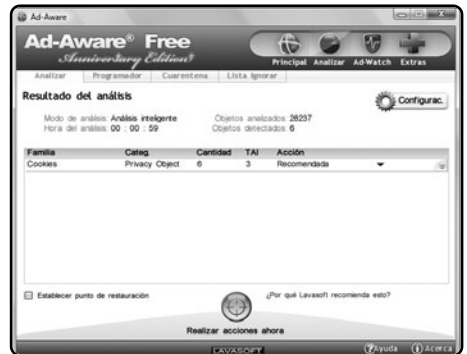 Ad-Aware
Ad-Aware® Free
Anniversary Edition
Principal Analizar Ad-Watch Extras
Analizar Programador Cuarentena Lista Ignorar
Resultado del análisis
Configurac.
Modo de análisis: Análisis inteligente Objetos analizados: 28237
Hora del análisis: 00 : 00 : 59 Objetos detectados: 6
Familia Categ. Cantidad TAI Acción
Cookies Privacy Object 6 3 Recomendada
Establecer punto de restauración
¿Por qué Lavasoft recomienda esto?
Realizar acciones ahora
LAVASOFT
Ayuda Acerca